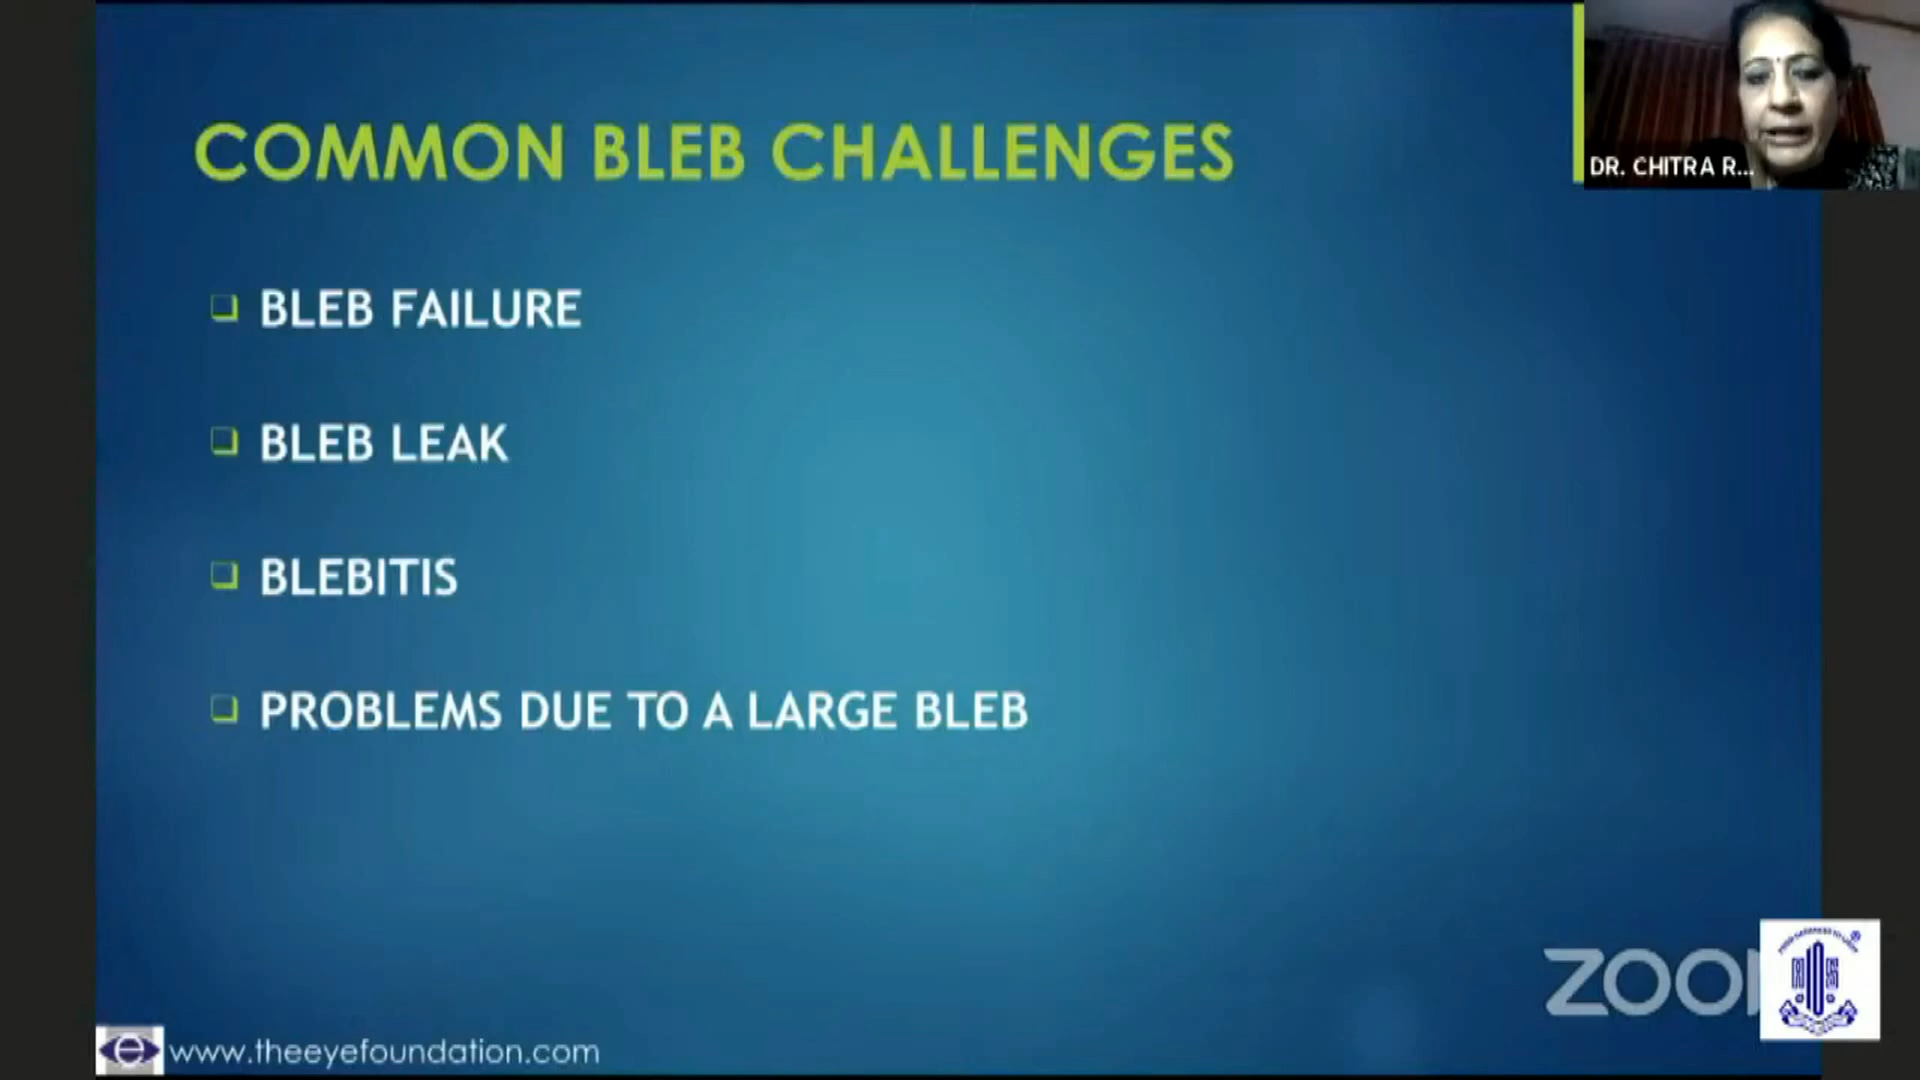 COMMON BLEB CHALLENGES
DR. CHITRA R...
BLEB FAILURE
BLEB LEAK
BLEBITIS
PROBLEMS DUE TO A LARGE BLEB
ZOO
www.theeyefoundation.com